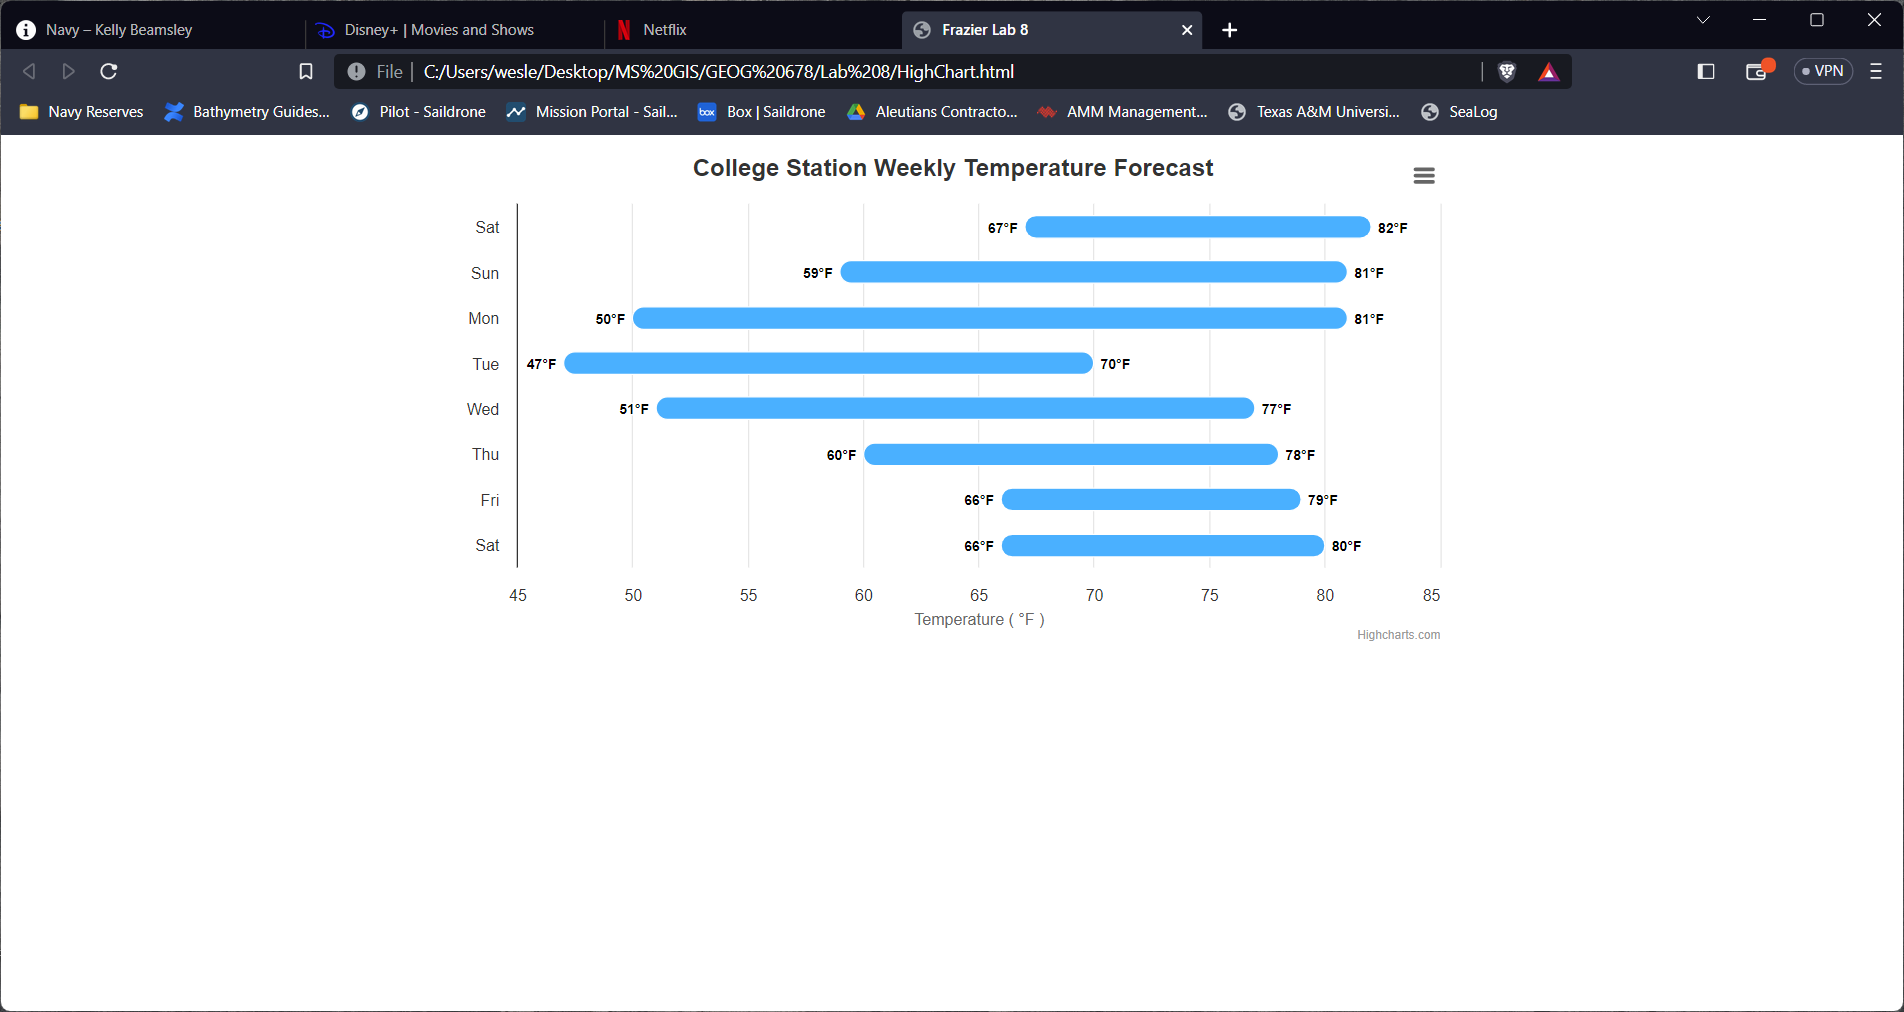 Navy – Kelly Beamsley
Disney+ | Movies and Shows
Netflix
Frazier Lab 8
File | C:/Users/wesle/Desktop/MS%20GIS/GEOG%20678/Lab%208/HighChart.html
VPN
Navy Reserves
Bathymetry Guides...
Pilot - Saildrone
Mission Portal - Sail...
box
Box | Saildrone
Aleutians Contracto...
AMM Management...
Texas A&M Universi...
SeaLog
College Station Weekly Temperature Forecast
Sat 67°F 82°F
Sun 59°F 81°F
Mon 50°F 81°F
Tue 47°F 70°F
Wed 51°F 77°F
Thu 60°F 78°F
Fri 66°F 79°F
Sat 66°F 80°F
45 50 55 60 65 70 75 80 85
Temperature ( °F )
Highcharts.com